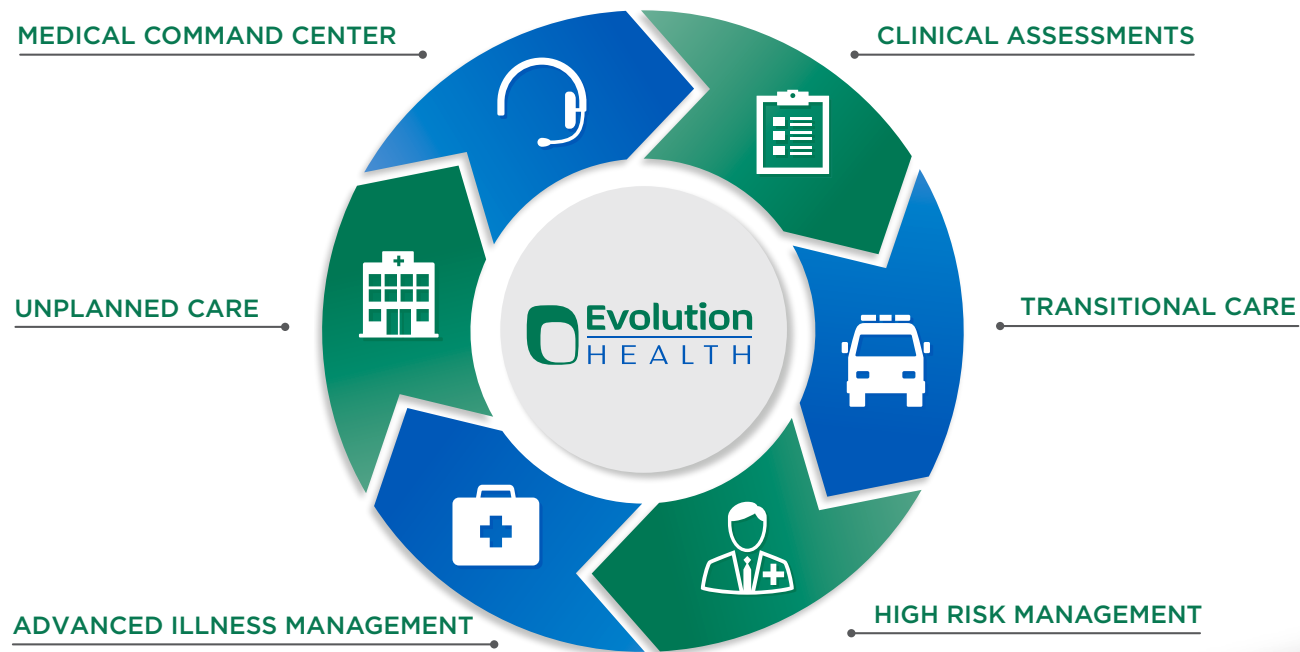 MEDICAL COMMAND CENTER
CLINICAL ASSESSMENTS
UNPLANNED CARE
Evolution
HEALTH
TRANSITIONAL CARE
ADVANCED ILLNESS MANAGEMENT
HIGH RISK MANAGEMENT